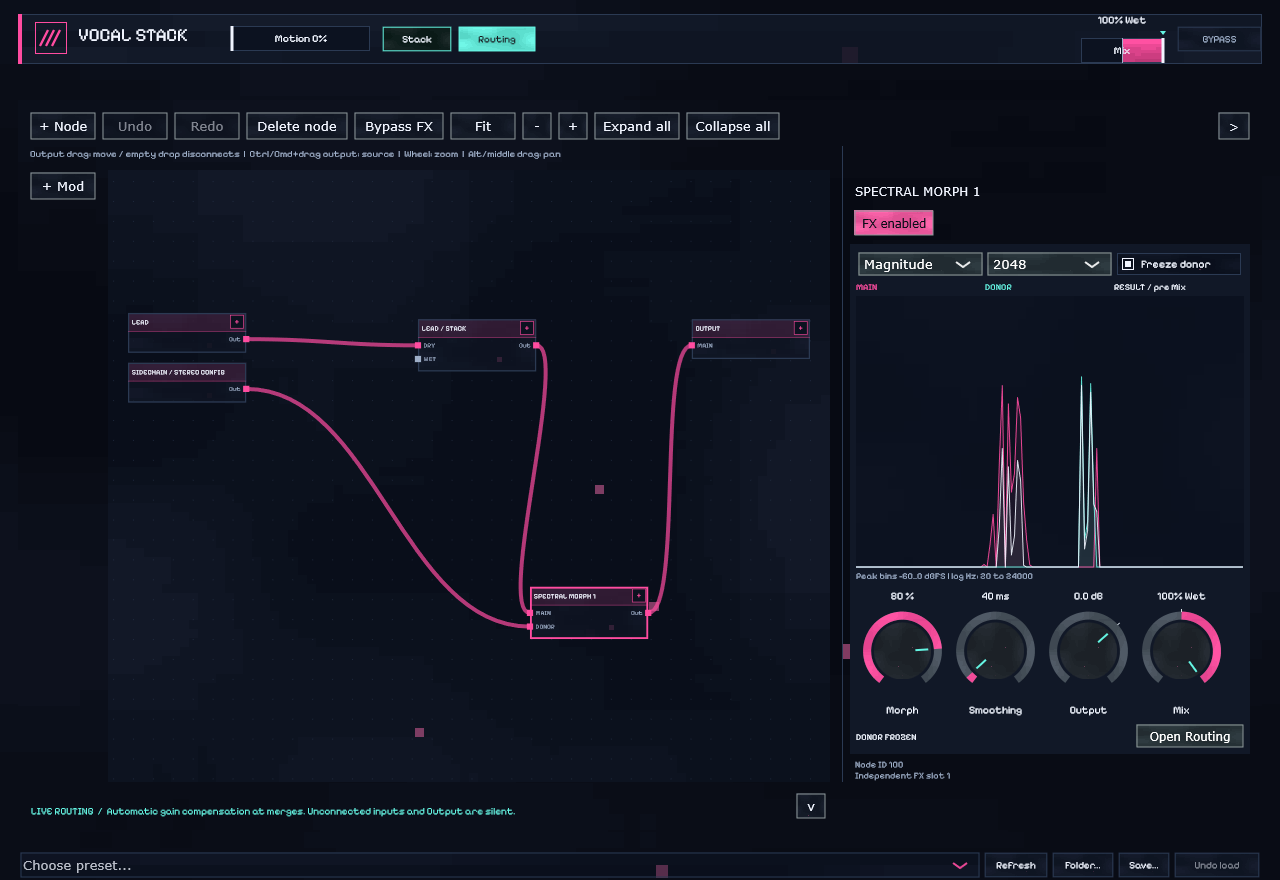 VOCAL STACK
Motion 0%
Stack
Routing
100% Wet
Mix
BYPASS
+ Node
Undo
Redo
Delete node
Bypass FX
Fit
-
+
Expand all
Collapse all
>
Output drag: move / empty drop disconnects | Ctrl/Cmd+drag output: source | Wheel: zoom | Alt/middle drag: pan
+ Mod
SPECTRAL MORPH 1
FX enabled
Magnitude
2048
Freeze donor
MAIN
DONOR
RESULT / pre Mix
LEAD
+
Out
SIDECHAIN / STEREO CONFIG
Out
LEAD / STACK
+
DRY
Out
WET
OUTPUT
+
MAIN
SPECTRAL MORPH 1
+
MAIN
Out
DONOR
Peak bins -60..0 dBFS | log Hz: 20 to 24000
80 %
40 ms
0.0 dB
100% Wet
Morph
Smoothing
Output
Mix
DONOR FROZEN
Open Routing
Node ID 100
Independent FX slot 1
LIVE ROUTING / Automatic gain compensation at merges. Unconnected inputs and Output are silent.
v
Choose preset...
Refresh
Folder...
Save...
Undo load